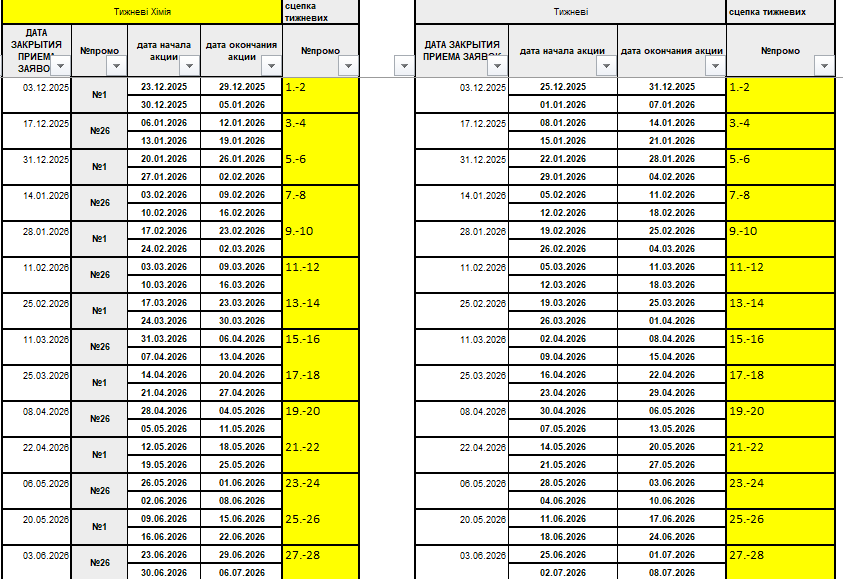 Тижневі Хімія
сцепка
тижневих
Тижневі
сцепка тижневих
ДАТА
ЗАКРЫТИЯ
ПРИЕМА
ЗАЯВОК
№промо
дата начала
акции
дата окончания
акции
№промо
ДАТА ЗАКРЫТИЯ
ПРИЕМА ЗАЯВОК
дата начала акции
дата окончания акции
№промо
03.12.2025 №1 23.12.2025 29.12.2025 1.-2 03.12.2025 25.12.2025 31.12.2025 1.-2
30.12.2025 05.01.2026 01.01.2026 07.01.2026
17.12.2025 №26 06.01.2026 12.01.2026 3.-4 17.12.2025 08.01.2026 14.01.2026 3.-4
13.01.2026 19.01.2026 15.01.2026 21.01.2026
31.12.2025 №1 20.01.2026 26.01.2026 5.-6 31.12.2025 22.01.2026 28.01.2026 5.-6
27.01.2026 02.02.2026 29.01.2026 04.02.2026
14.01.2026 №26 03.02.2026 09.02.2026 7.-8 14.01.2026 05.02.2026 11.02.2026 7.-8
10.02.2026 16.02.2026 12.02.2026 18.02.2026
28.01.2026 №1 17.02.2026 23.02.2026 9.-10 28.01.2026 19.02.2026 25.02.2026 9.-10
24.02.2026 02.03.2026 26.02.2026 04.03.2026
11.02.2026 №26 03.03.2026 09.03.2026 11.-12 11.02.2026 05.03.2026 11.03.2026 11.-12
10.03.2026 16.03.2026 12.03.2026 18.03.2026
25.02.2026 №1 17.03.2026 23.03.2026 13.-14 25.02.2026 19.03.2026 25.03.2026 13.-14
24.03.2026 30.03.2026 26.03.2026 01.04.2026
11.03.2026 №26 31.03.2026 06.04.2026 15.-16 11.03.2026 02.04.2026 08.04.2026 15.-16
07.04.2026 13.04.2026 09.04.2026 15.04.2026
25.03.2026 №1 14.04.2026 20.04.2026 17.-18 25.03.2026 16.04.2026 22.04.2026 17.-18
21.04.2026 27.04.2026 23.04.2026 29.04.2026
08.04.2026 №26 28.04.2026 04.05.2026 19.-20 08.04.2026 30.04.2026 06.05.2026 19.-20
05.05.2026 11.05.2026 07.05.2026 13.05.2026
22.04.2026 №1 12.05.2026 18.05.2026 21.-22 22.04.2026 14.05.2026 20.05.2026 21.-22
19.05.2026 25.05.2026 21.05.2026 27.05.2026
06.05.2026 №26 26.05.2026 01.06.2026 23.-24 06.05.2026 28.05.2026 03.06.2026 23.-24
02.06.2026 08.06.2026 04.06.2026 10.06.2026
20.05.2026 №1 09.06.2026 15.06.2026 25.-26 20.05.2026 11.06.2026 17.06.2026 25.-26
16.06.2026 22.06.2026 18.06.2026 24.06.2026
03.06.2026 №26 23.06.2026 29.06.2026 27.-28 03.06.2026 25.06.2026 01.07.2026 27.-28
30.06.2026 06.07.2026 02.07.2026 08.07.2026